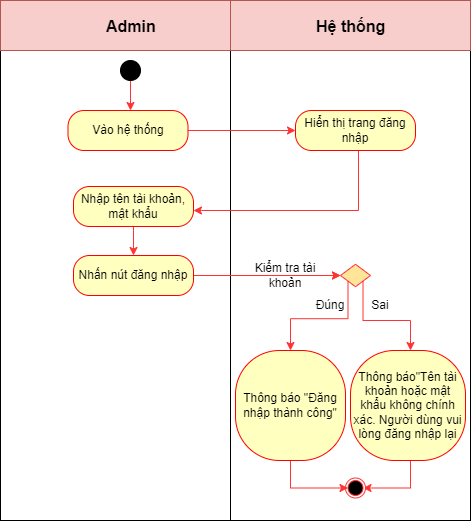 Admin
Hệ thống
Vào hệ thống
Hiển thị trang đăng
nhập
Nhập tên tài khoản,
mật khẩu
Nhấn nút đăng nhập
Kiểm tra tài
khoản
Đúng
Sai
Thông báo "Đăng
nhập thành công"
Thông báo"Tên tài
khoản hoặc mật
khẩu không chính
xác. Người dùng vui
lòng đăng nhập lại